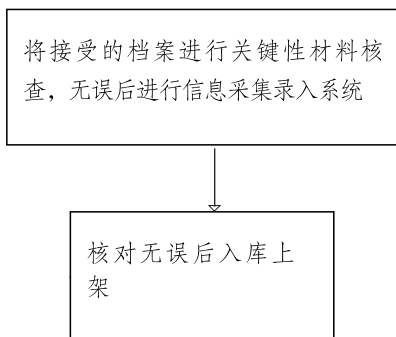 将接受的档案进行关键性材料核
查，无误后进行信息采集录入系统
核对无误后入库上
架